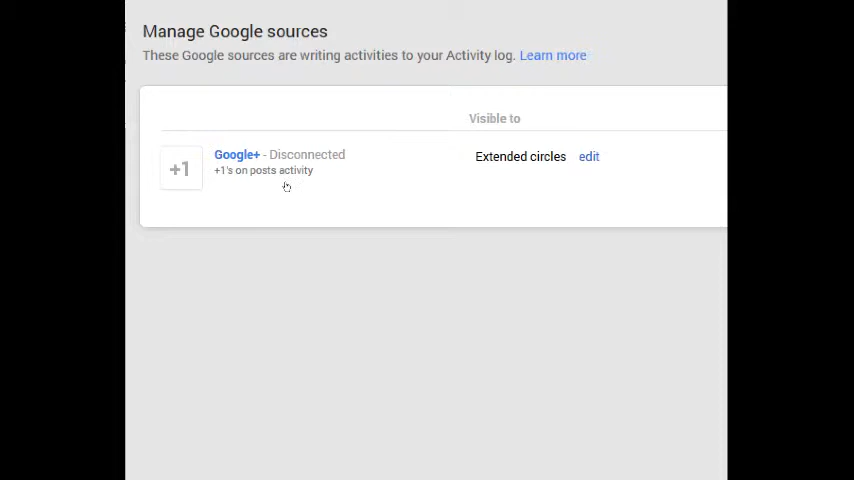 Manage Google sources
These Google sources are writing activities to your Activity log. Learn more
Visible to
+1
Google+ - Disconnected
+1's on posts activity
Extended circles edit